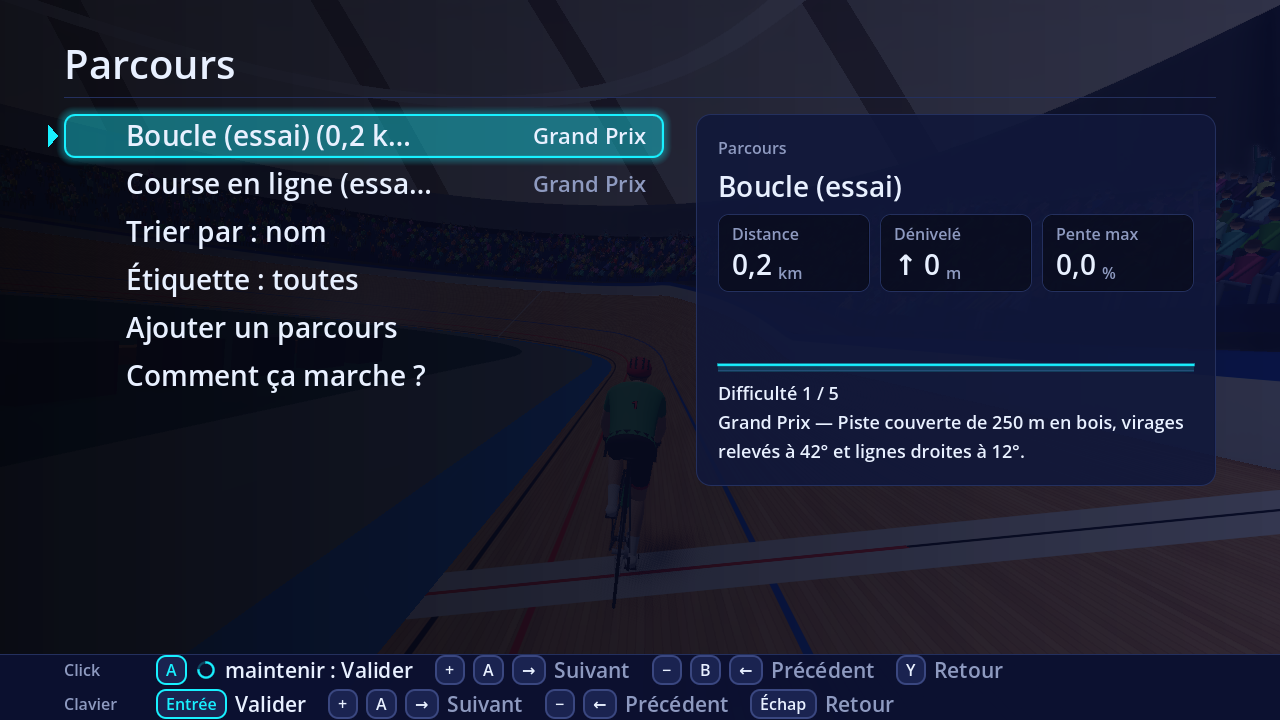 Parcours
Boucle (essai) (0,2 k... Grand Prix
Course en ligne (essa... Grand Prix
Trier par : nom
Étiquette : toutes
Ajouter un parcours
Comment ça marche ?
Parcours
Boucle (essai)
Distance Dénivelé Pente max
0,2 km ↑ 0 m 0,0 %
Difficulté 1 / 5
Grand Prix — Piste couverte de 250 m en bois, virages
relevés à 42° et lignes droites à 12°.
Click A maintenir : Valider + A → Suivant − B ← Précédent Y Retour
Clavier Entrée Valider + A → Suivant − ← Précédent Échap Retour